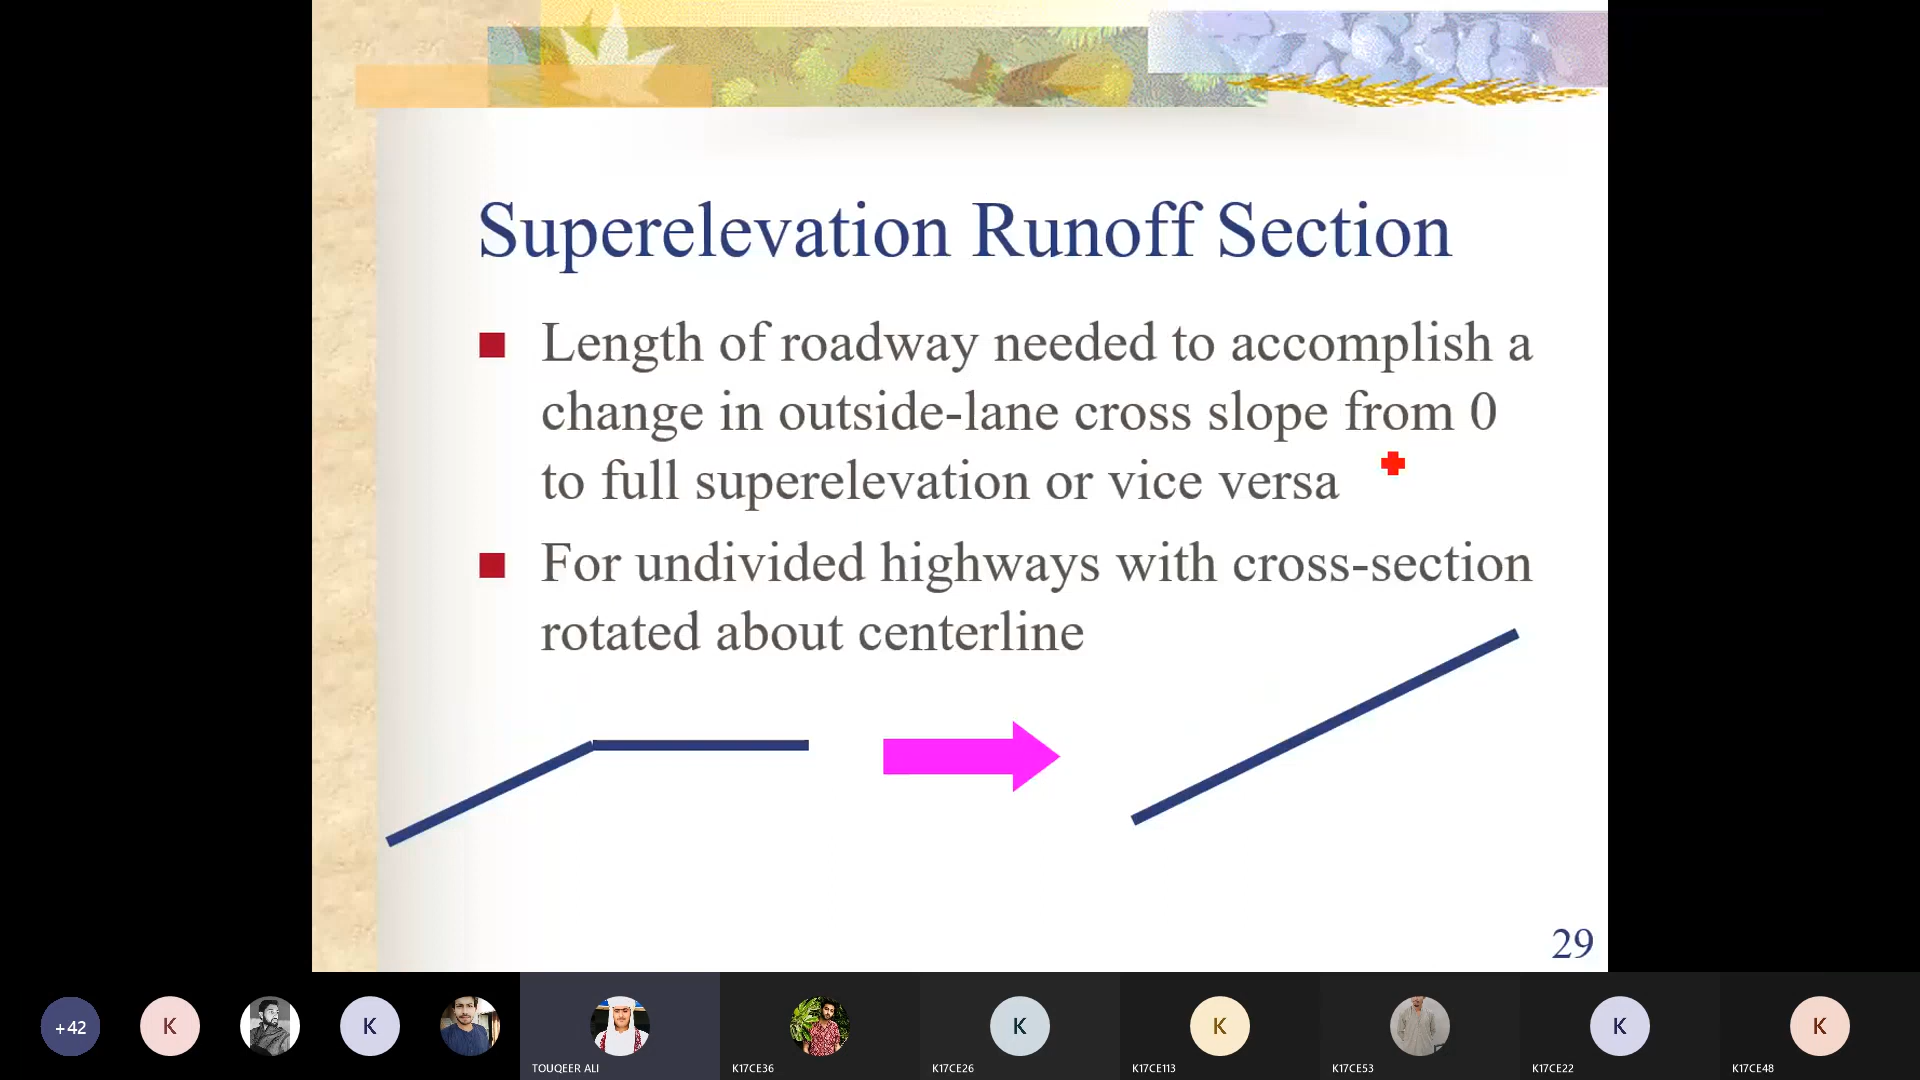 Superelevation Runoff Section
Length of roadway needed to accomplish a
change in outside-lane cross slope from 0
to full superelevation or vice versa
For undivided highways with cross-section
rotated about centerline
29
+42
K
K
K
K
K
K
TOUQEER ALI
K17CE36
K17CE26
K17CE113
K17CE53
K17CE22
K17CE48